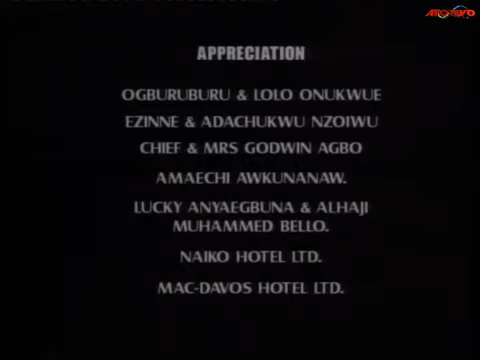 APPRECIATION
OGBURUBURU & LOLO ONUKWUE
EZINNE & ADACHUKWU NZOIWU
CHIEF & MRS GODWIN AGBO
AMAECHI AWKUNANAW.
LUCKY ANYAEGBUNA & ALHAJI
MUHAMMED BELLO.
NAIKO HOTEL LTD.
MAC-DAVOS HOTEL LTD.